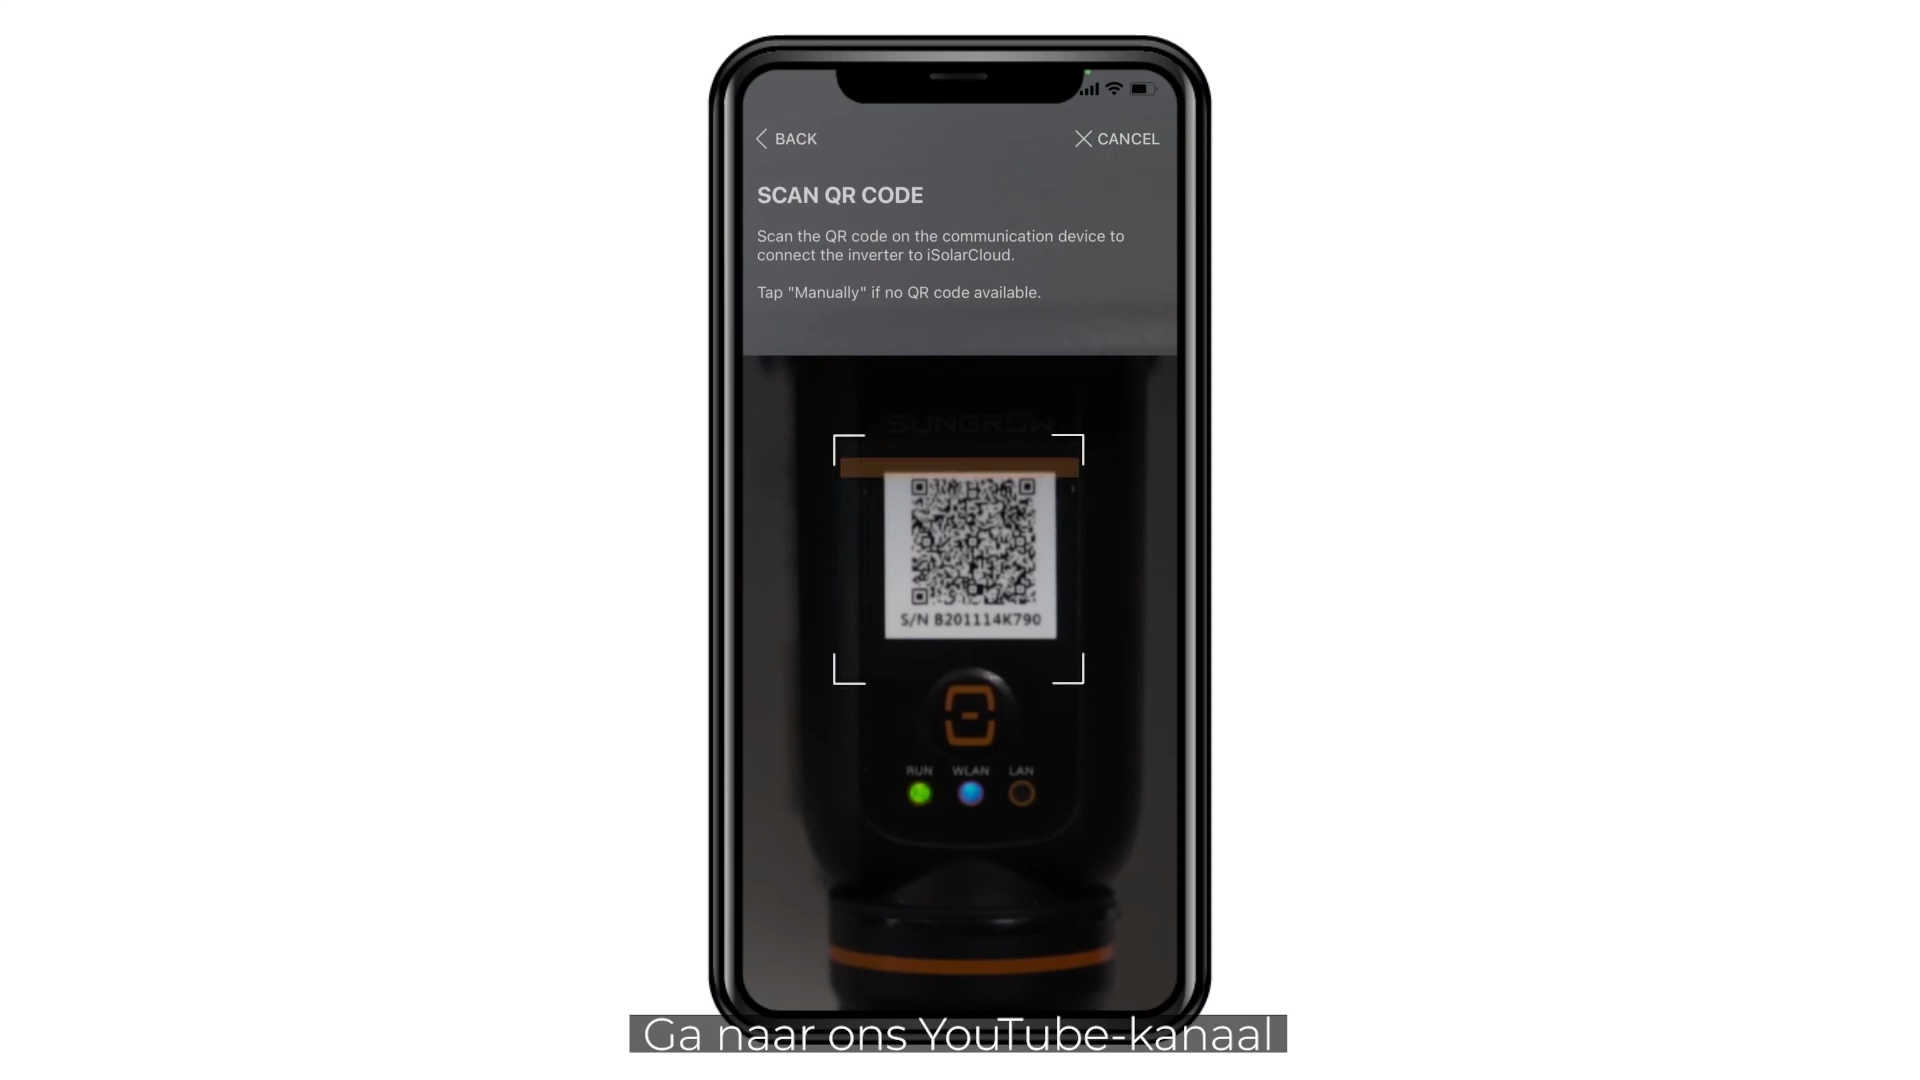 BACK
CANCEL
SCAN QR CODE
Scan the QR code on the communication device to
connect the inverter to iSolarCloud.
Tap "Manually" if no QR code available.
SUNGROW
S/N B201114K790
RUN WLAN LAN
Ga naar ons YouTube-kanaal